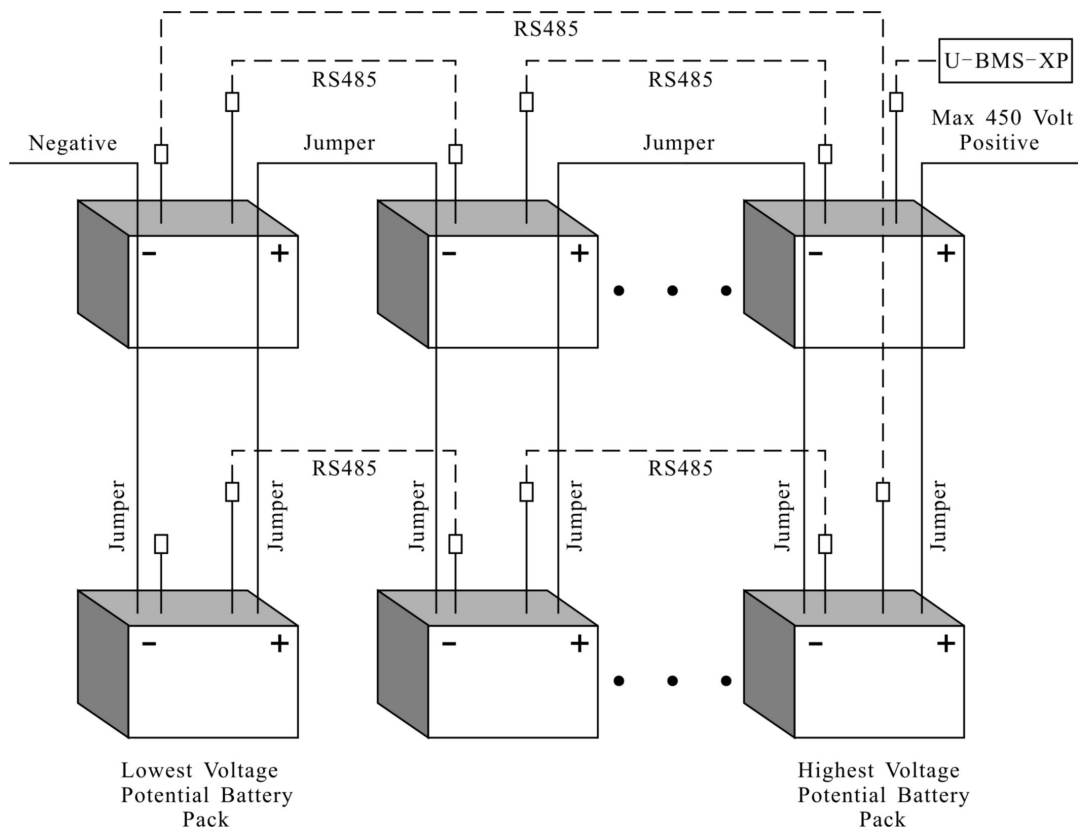 RS485
U-BMS-XP
RS485
RS485
Max 450 Volt
Positive
Negative
Jumper
Jumper
- +
- +
- +
RS485
RS485
Jumper
Jumper
Jumper
Jumper
Jumper
Jumper
- +
- +
- +
Lowest Voltage
Potential Battery
Pack
Highest Voltage
Potential Battery
Pack